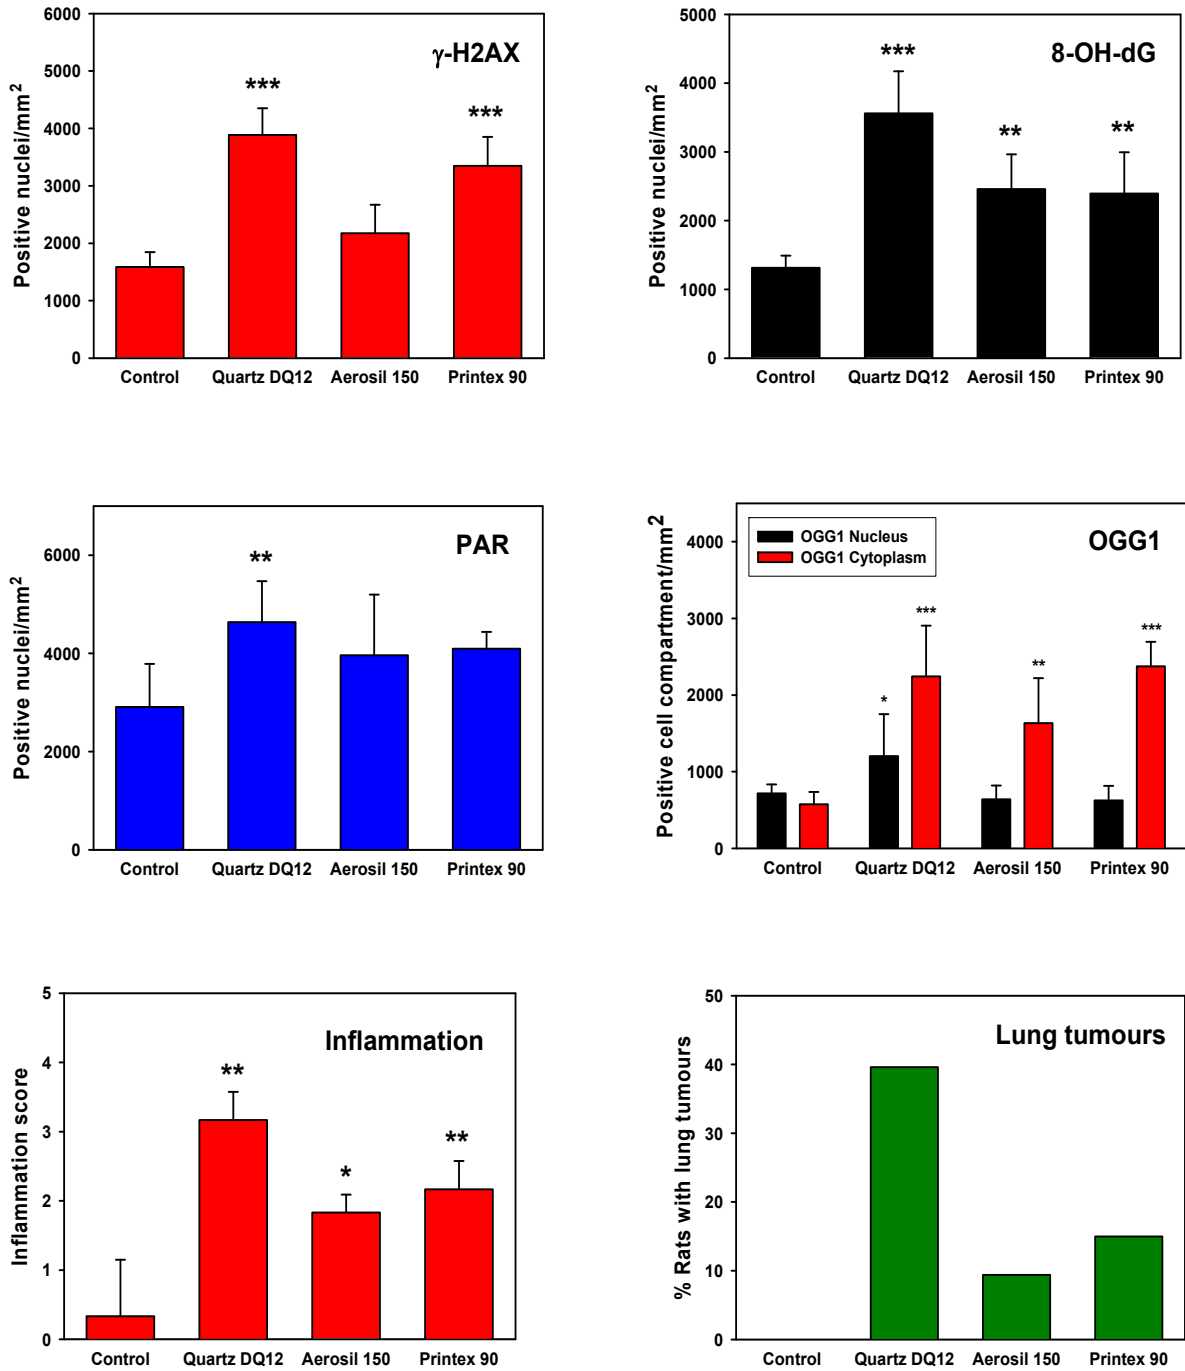 γ-H2AX
Positive nuclei/mm²
6000
5000
4000
3000
2000
1000
0
***
***
Control Quartz DQ12 Aerosil 150 Printex 90
8-OH-dG
Positive nuclei/mm²
5000
4000
3000
2000
1000
0
***
**
**
Control Quartz DQ12 Aerosil 150 Printex 90
PAR
Positive nuclei/mm²
6000
4000
2000
0
**
Control Quartz DQ12 Aerosil 150 Printex 90
OGG1
OGG1 Nucleus
OGG1 Cytoplasm
Positive cell compartment/mm²
4000
3000
2000
1000
0
*
***
**
***
Control Quartz DQ12 Aerosil 150 Printex 90
Inflammation
Inflammation score
5
4
3
2
1
0
**
*
**
Control Quartz DQ12 Aerosil 150 Printex 90
Lung tumours
% Rats with lung tumours
50
40
30
20
10
0
Control Quartz DQ12 Aerosil 150 Printex 90